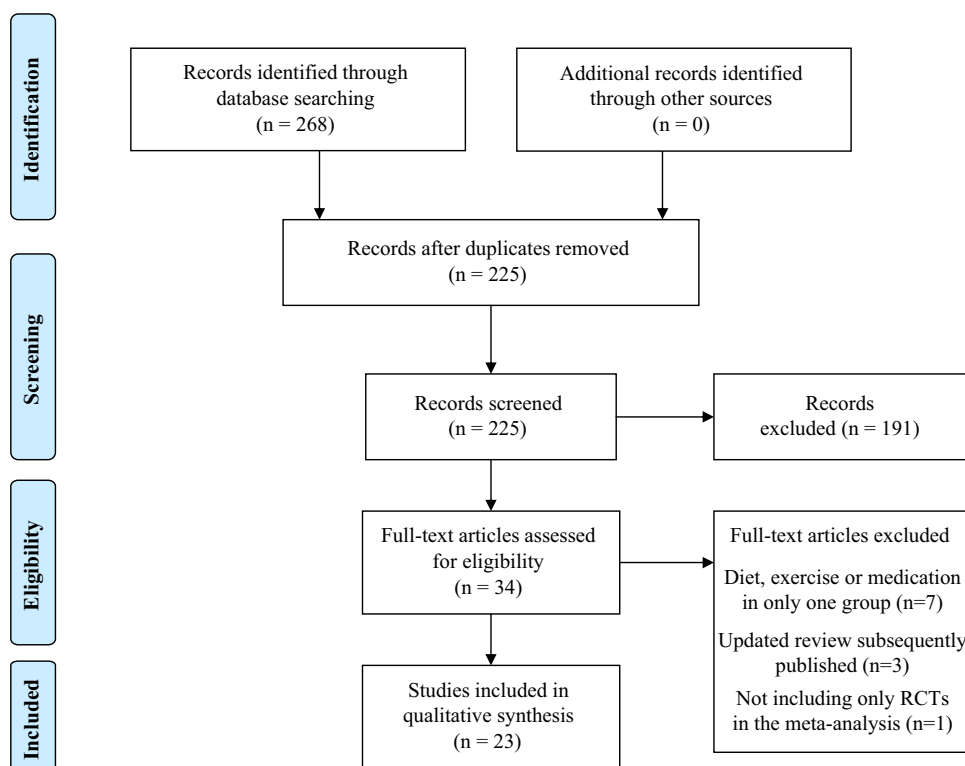 Identification
Records identified through
database searching
(n = 268)
Additional records identified
through other sources
(n = 0)
Records after duplicates removed
(n = 225)
Screening
Records screened
(n = 225)
Records
excluded (n = 191)
Eligibility
Full-text articles assessed
for eligibility
(n = 34)
Full-text articles excluded
Diet, exercise or medication
in only one group (n=7)
Updated review subsequently
published (n=3)
Not including only RCTs
in the meta-analysis (n=1)
Included
Studies included in
qualitative synthesis
(n = 23)